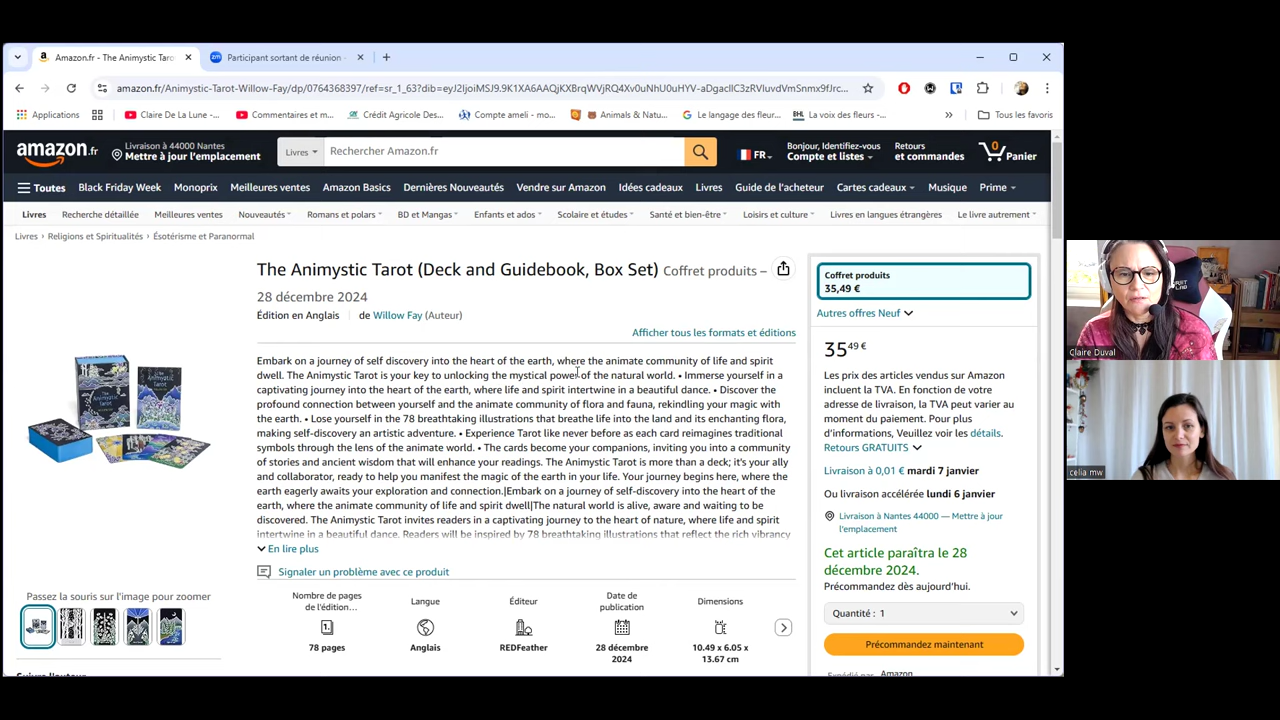 Amazon.fr - The Animystic Taro
Participant sortant de réunion -
amazon.fr/Animystic-Tarot-Willow-Fay/dp/0764368397/ref=sr_1_63?dib=
Applications
Claire De La Lune -...
Commentaires et m...
Crédit Agricole Des...
Compte ameli - mo...
Animals & Natu...
Le langage des fleur...
La voix des fleurs -...
»
Tous les favoris
amazon.fr
Livraison à 44000 Nantes
Mettre à jour l'emplacement
Livres
Rechercher Amazon.fr
FR
Bonjour, Identifiez-vous
Compte et listes
Retours
et commandes
0
Panier
Toutes
Black Friday Week
Monoprix
Meilleures ventes
Amazon Basics
Dernières Nouveautés
Vendre sur Amazon
Idées cadeaux
Livres
Guide de l'acheteur
Cartes cadeaux
Musique
Prime
Livres
Recherche détaillée
Meilleures ventes
Nouveautés
Romans et polars
BD et Mangas
Enfants et ados
Scolaire et études
Santé et bien-être
Loisirs et culture
Livres en langues étrangères
Le livre autrement
Livres › Religions et Spiritualités › Ésotérisme et Paranormal
The Animystic Tarot (Deck and Guidebook, Box Set) Coffret produits –
28 décembre 2024
Édition en Anglais
de Willow Fay (Auteur)
Afficher tous les formats et éditions
Embark on a journey of self discovery into the heart of the earth, where the animate community of life and spirit
dwell. The Animystic Tarot is your key to unlocking the mystical power of the natural world. • Immerse yourself in a
captivating journey into the heart of the earth, where life and spirit intertwine in a beautiful dance. • Discover the
profound connection between yourself and the animate community of flora and fauna, rekindling your magic with
the earth. • Lose yourself in the 78 breathtaking illustrations that breathe life into the land and its enchanting flora,
making self-discovery an artistic adventure. • Experience Tarot like never before as each card reimagines traditional
symbols through the lens of the animate world. • The cards become your companions, inviting you into a community
of stories and ancient wisdom that will enhance your readings. The Animystic Tarot is more than a deck; it's your ally
and collaborator, ready to help you manifest the magic of the earth in your life. Your journey begins here, where the
earth eagerly awaits your exploration and connection.|Embark on a journey of self-discovery into the heart of the
earth, where the animate community of life and spirit dwell|The natural world is alive, aware and waiting to be
discovered. The Animystic Tarot invites readers in a captivating journey to the heart of nature, where life and spirit
intertwine in a beautiful dance. Readers will be inspired by 78 breathtaking illustrations that reflect the rich vibrancy
En lire plus
Signaler un problème avec ce produit
Passez la souris sur l'image pour zoomer
Nombre de pages
de l'édition...
78 pages
Langue
Anglais
Éditeur
REDFeather
Date de
publication
28 décembre
2024
Dimensions
10.49 x 6.05 x
13.67 cm
Coffret produits
35,49 €
Autres offres Neuf
35 49 €
Les prix des articles vendus sur Amazon
incluent la TVA. En fonction de votre
adresse de livraison, la TVA peut varier au
moment du paiement. Pour plus
d'informations, Veuillez voir les détails.
Retours GRATUITS
Livraison à 0,01 € mardi 7 janvier
Ou livraison accélérée lundi 6 janvier
Livraison à Nantes 44000 — Mettre à jour
l'emplacement
Cet article paraîtra le 28
décembre 2024.
Précommandez dès aujourd'hui.
Quantité : 1
Précommandez maintenant
Expédié par Amazon
Suivre l'auteur
Claire Duval
celia mw